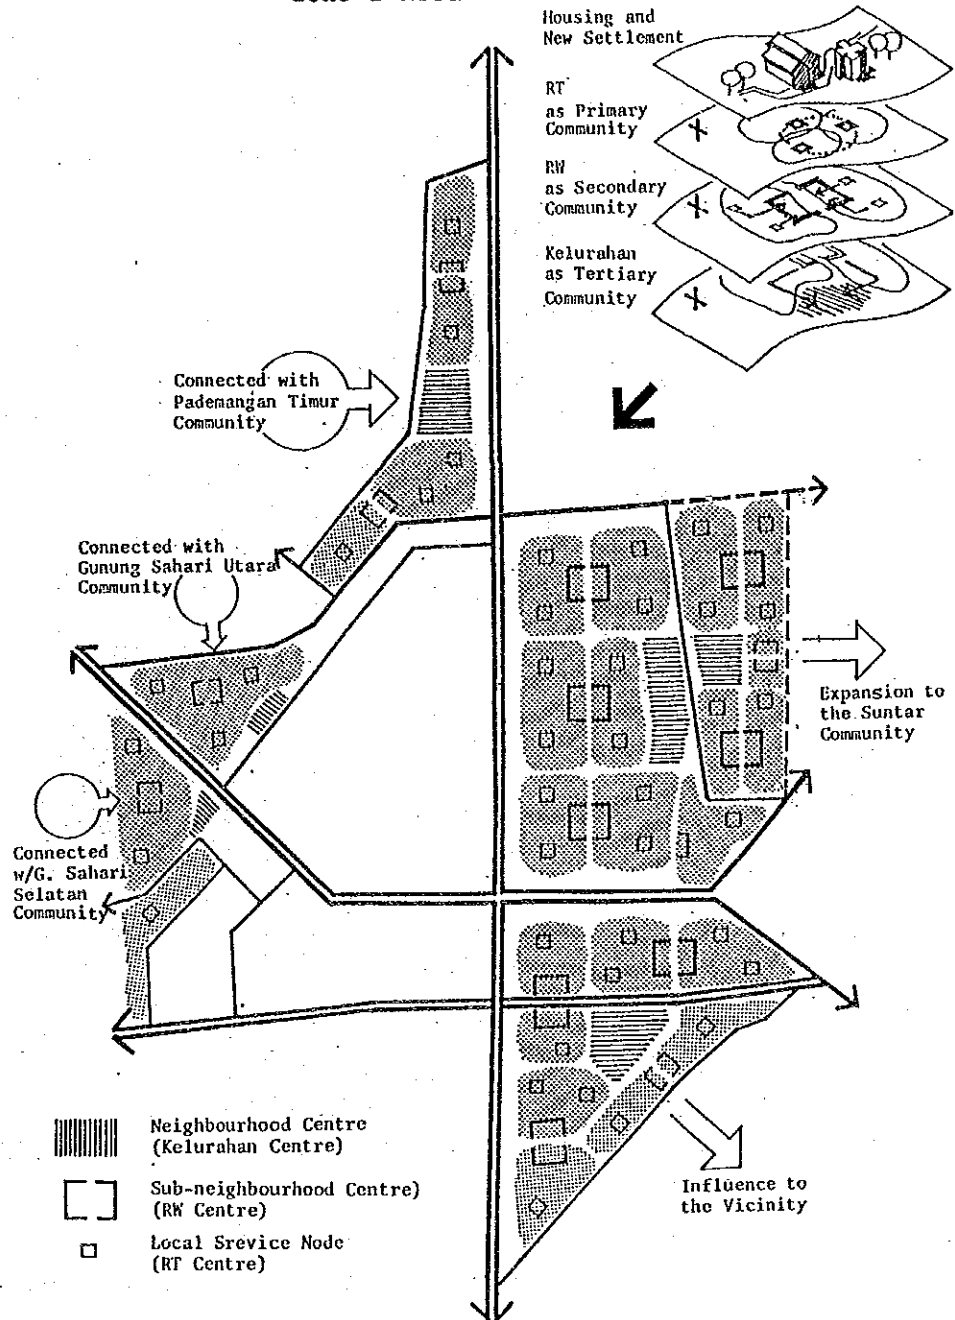 Housing and
New Settlement
RT
as Primary
Community
RW
as Secondary
Community
Kelurahan
as Tertiary
Community
Connected with
Pademangan Timur
Community
Connected with
Gunung Sahari Utara
Community
Expansion to
the Suntar
Community
Connected
w/G. Sahari
Selatan
Community
Neighbourhood Centre
(Kelurahan Centre)
Sub-neighbourhood Centre)
(RW Centre)
Local Srevice Node
(RT Centre)
Influence to
the Vicinity